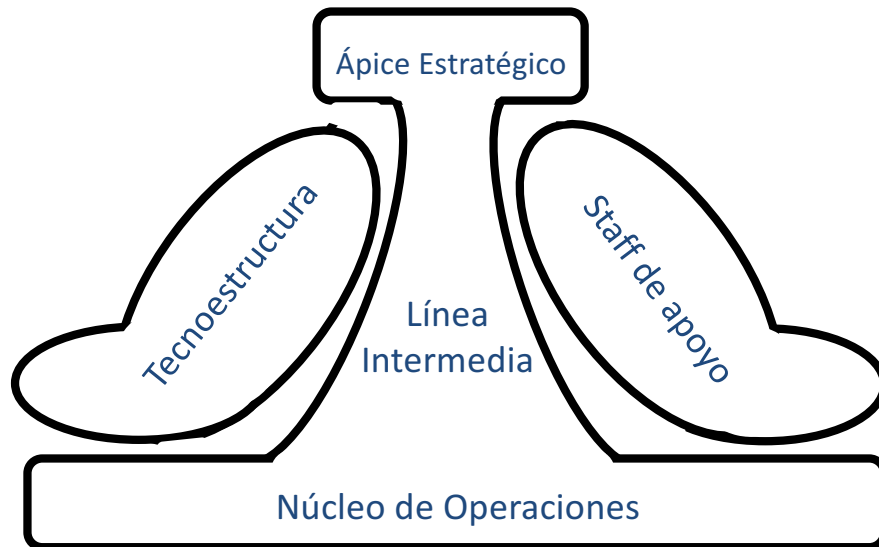 Ápice Estratégico
Tecnoestructura
Staff de apoyo
Línea
Intermedia
Núcleo de Operaciones